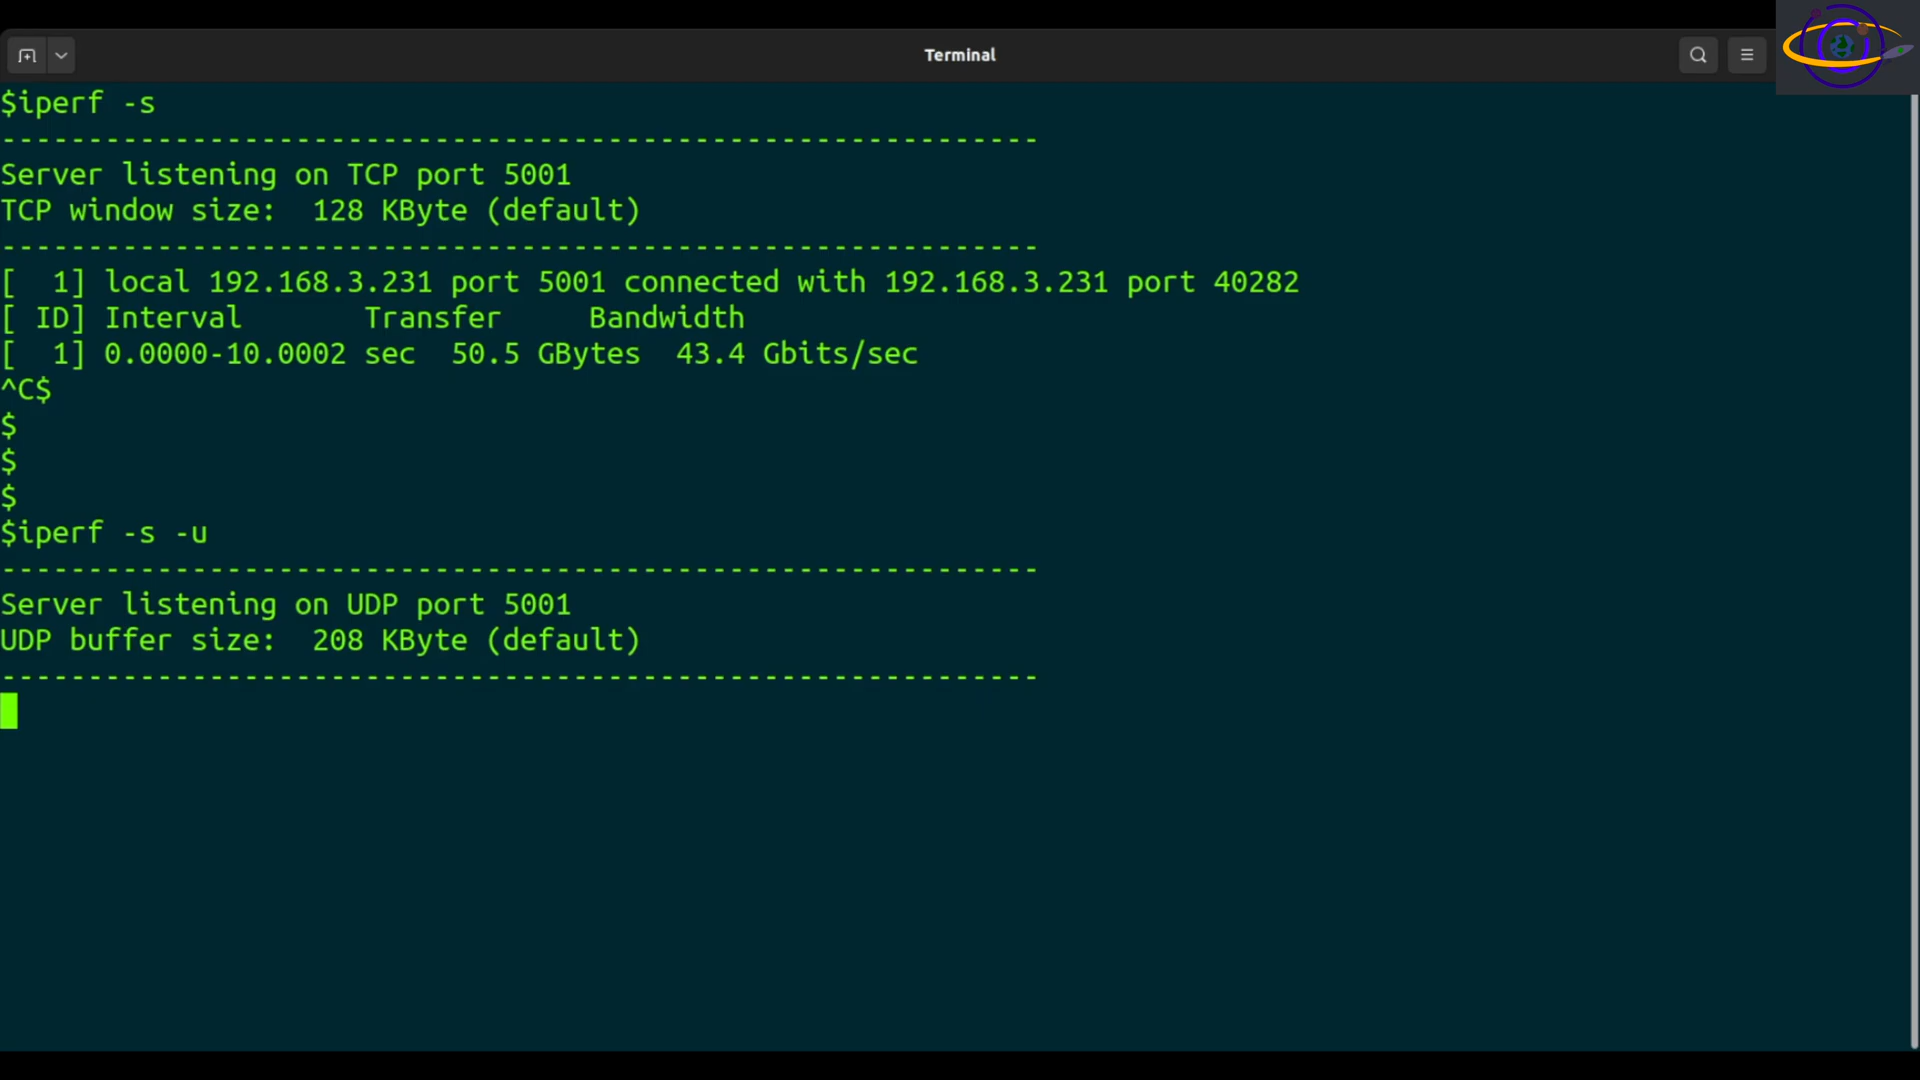 Terminal
$iperf -s
------------------------------------------------------------
Server listening on TCP port 5001
TCP window size:  128 KByte (default)
------------------------------------------------------------
[  1] local 192.168.3.231 port 5001 connected with 192.168.3.231 port 40282
[ ID] Interval       Transfer     Bandwidth
[  1] 0.0000-10.0002 sec  50.5 GBytes  43.4 Gbits/sec
^C$
$
$
$
$iperf -s -u
------------------------------------------------------------
Server listening on UDP port 5001
UDP buffer size:  208 KByte (default)
------------------------------------------------------------